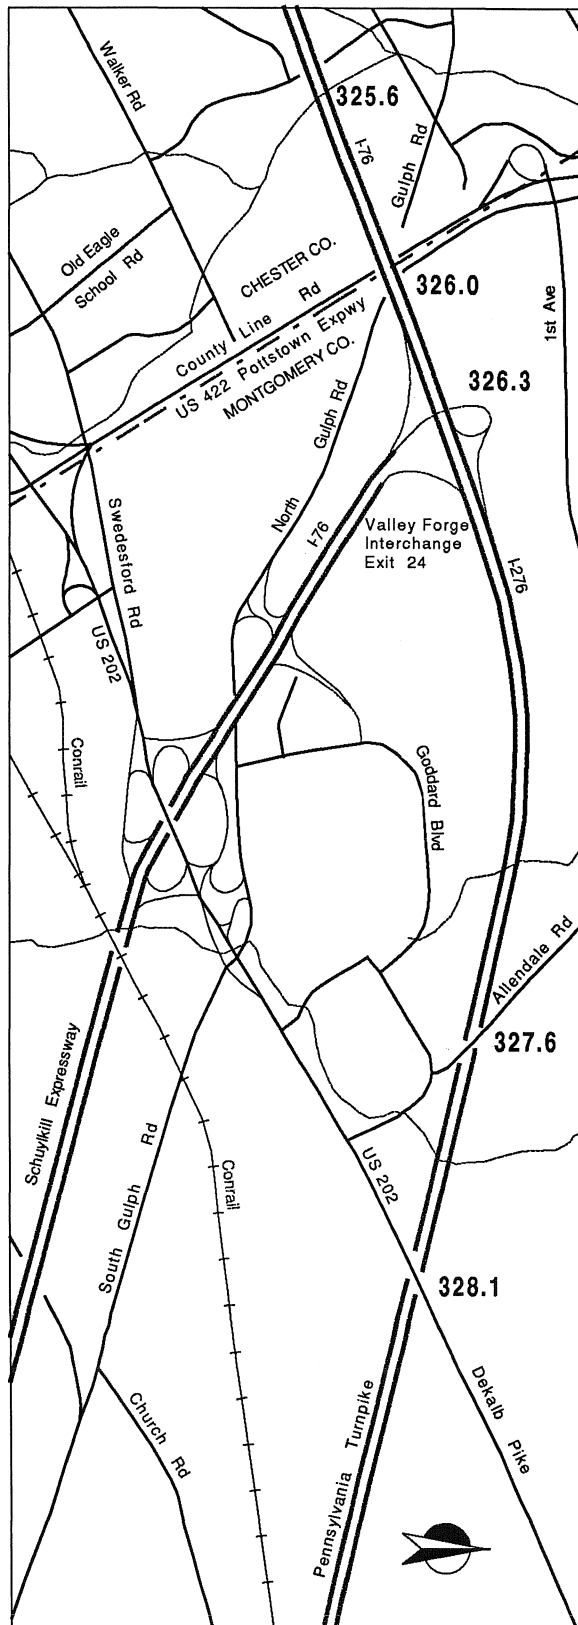 Walker Rd
325.6
I-76
Gulph Rd
Old Eagle
School Rd
CHESTER CO.
County Line Rd
US 422 Pottstown Expwy
MONTGOMERY CO.
326.0
1st Ave
326.3
North Gulph Rd
Swedesford Rd
I-76
Valley Forge
Interchange
Exit 24
I-276
US 202
Conrail
Goddard Blvd
Allendale Rd
327.6
Schuylkill Expressway
South Gulph Rd
Conrail
US 202
328.1
Church Rd
Pennsylvania Turnpike
Dekalb Pike